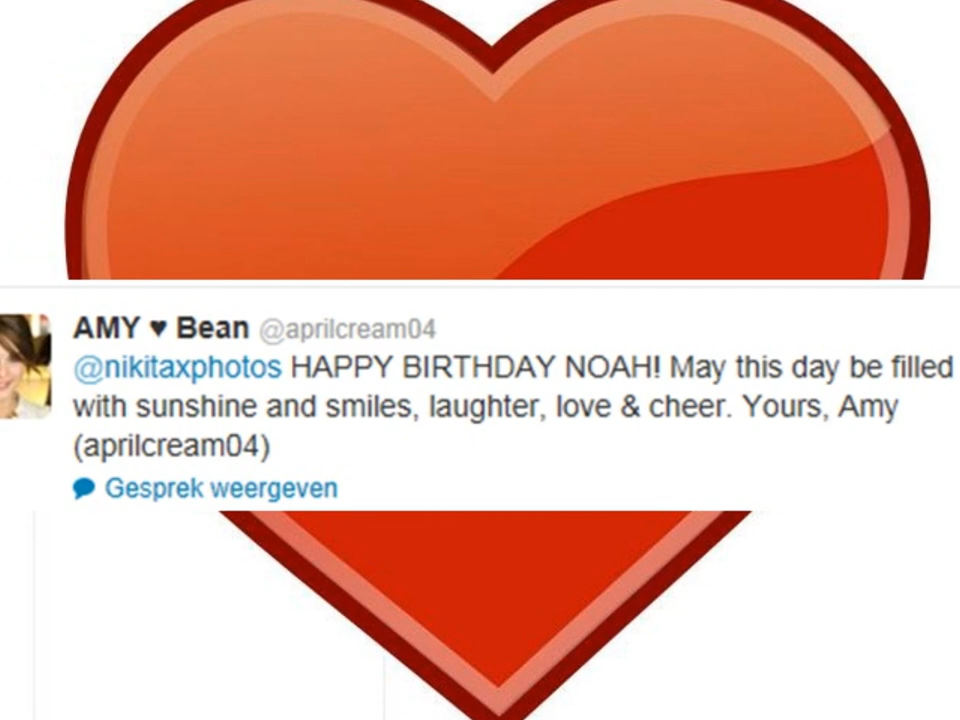 AMY ♥ Bean @aprilcream04
@nikitaxphotos HAPPY BIRTHDAY NOAH! May this day be filled
with sunshine and smiles, laughter, love & cheer. Yours, Amy
(aprilcream04)
Gesprek weergeven